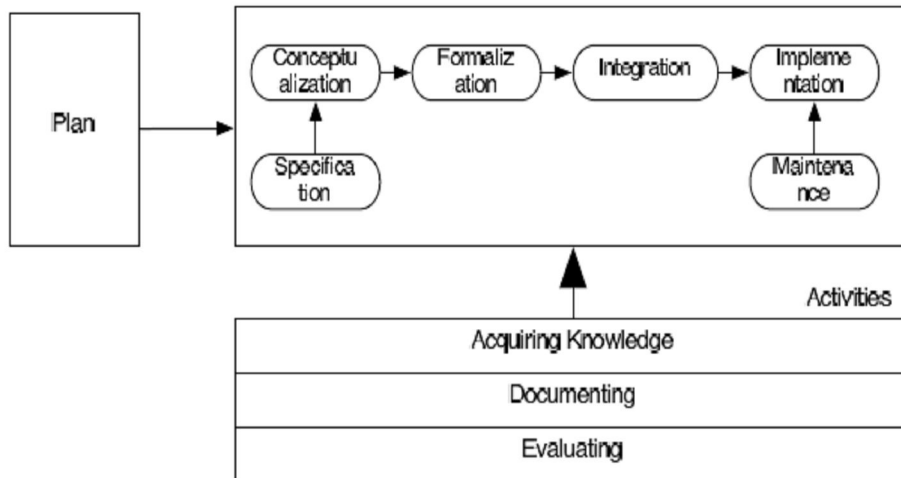 Plan
Conceptu
alization
Formaliz
ation
Integration
Impleme
ntation
Specifica
tion
Maintena
nce
Activities
Acquiring Knowledge
Documenting
Evaluating